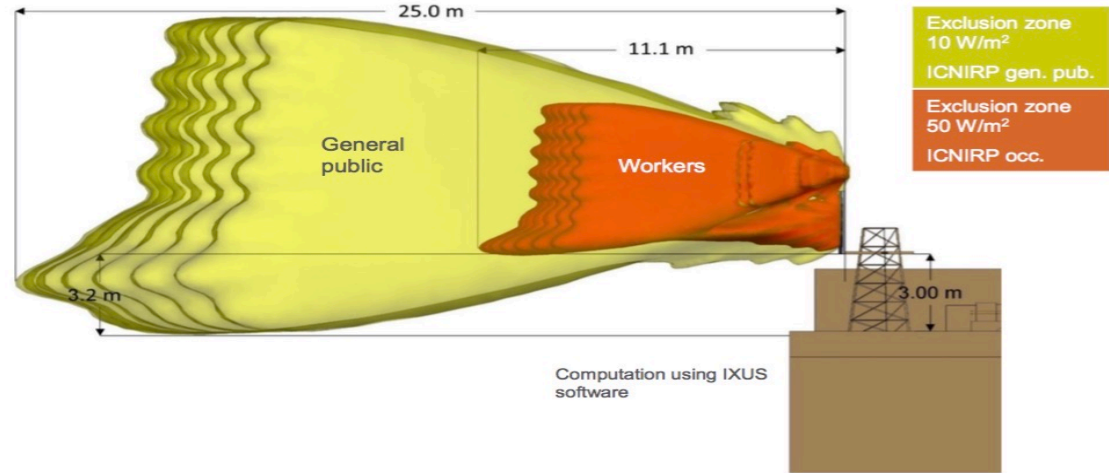 25.0 m
11.1 m
Exclusion zone
10 W/m²
ICNIRP gen. pub.
Exclusion zone
50 W/m²
ICNIRP occ.
General
public
Workers
3.2 m
3.00 m
Computation using IXUS
software